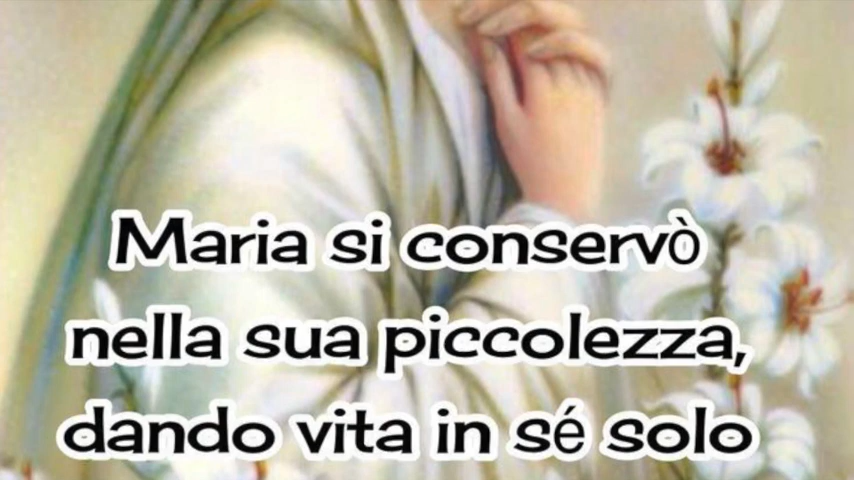 Maria si conservò
nella sua piccolezza,
dando vita in sé solo